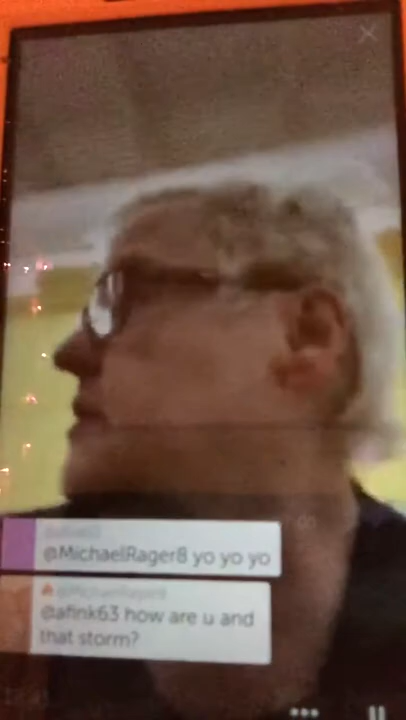 @MichaelRager8 yo yo yo
@afink63 how are u and
that storm?